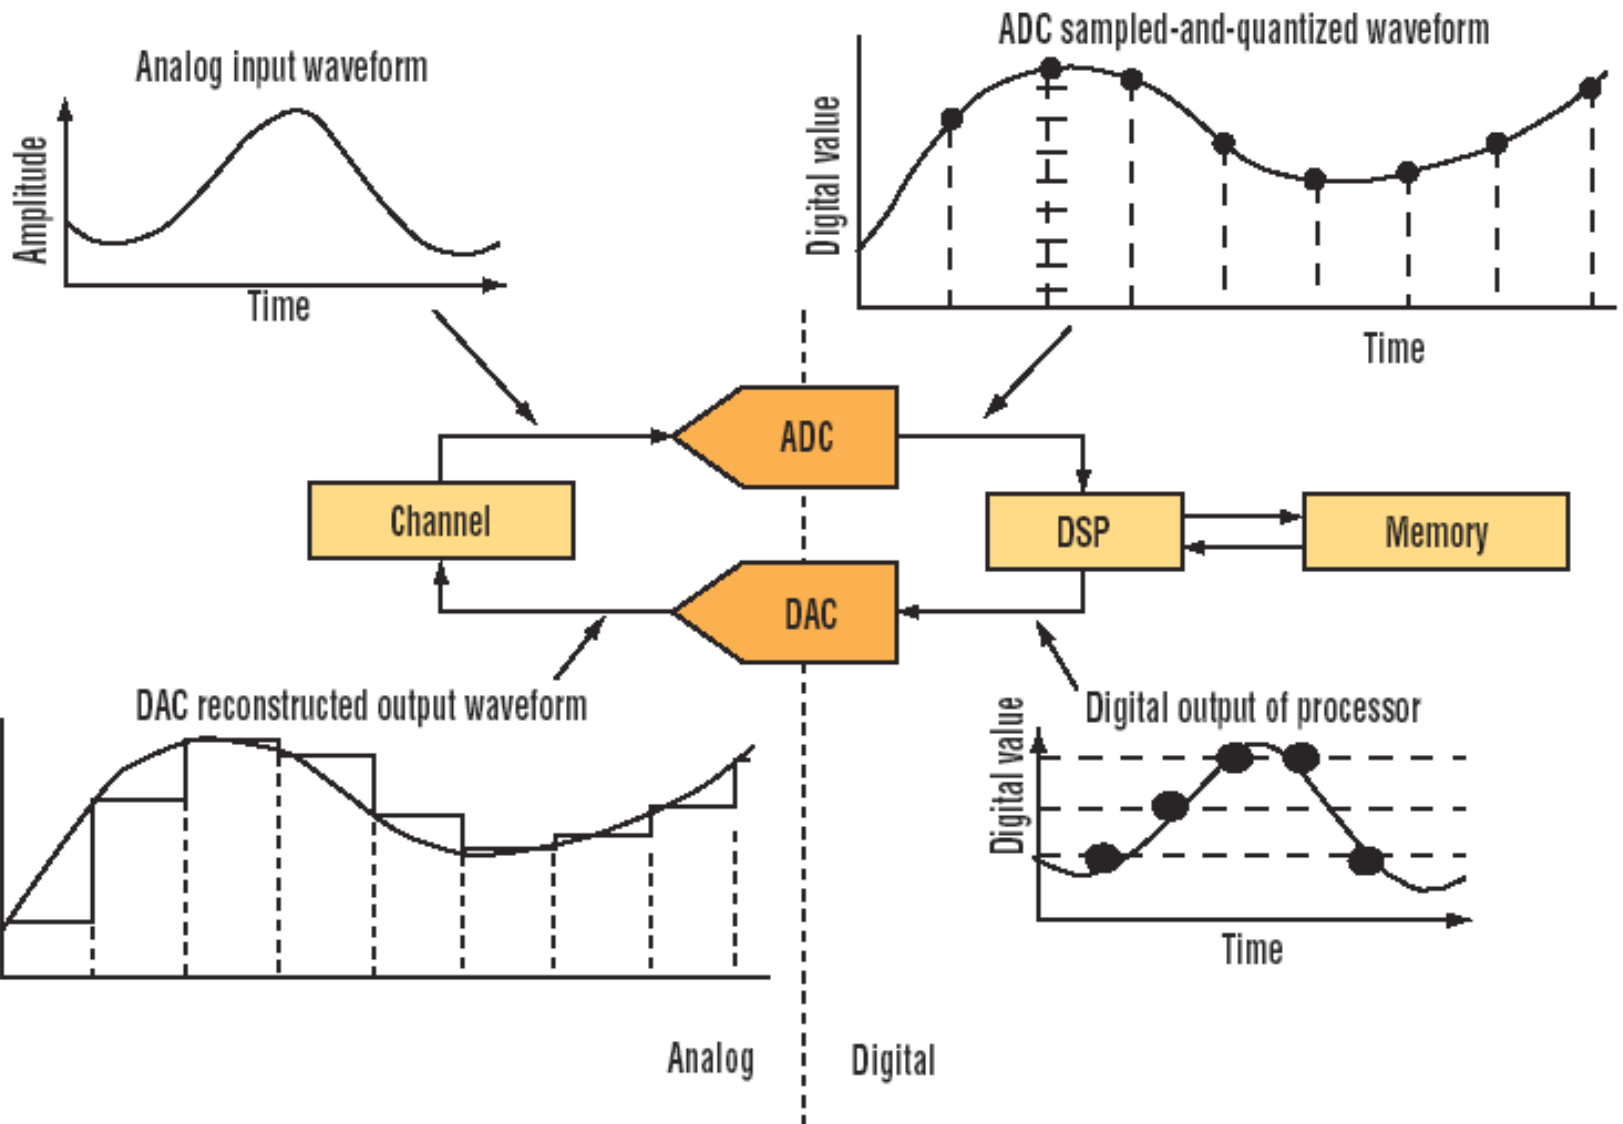 ADC sampled-and-quantized waveform
Analog input waveform
Amplitude
Time
Digital value
Time
ADC
Channel
DSP
Memory
DAC
DAC reconstructed output waveform
Digital output of processor
Digital value
Time
Analog
Digital